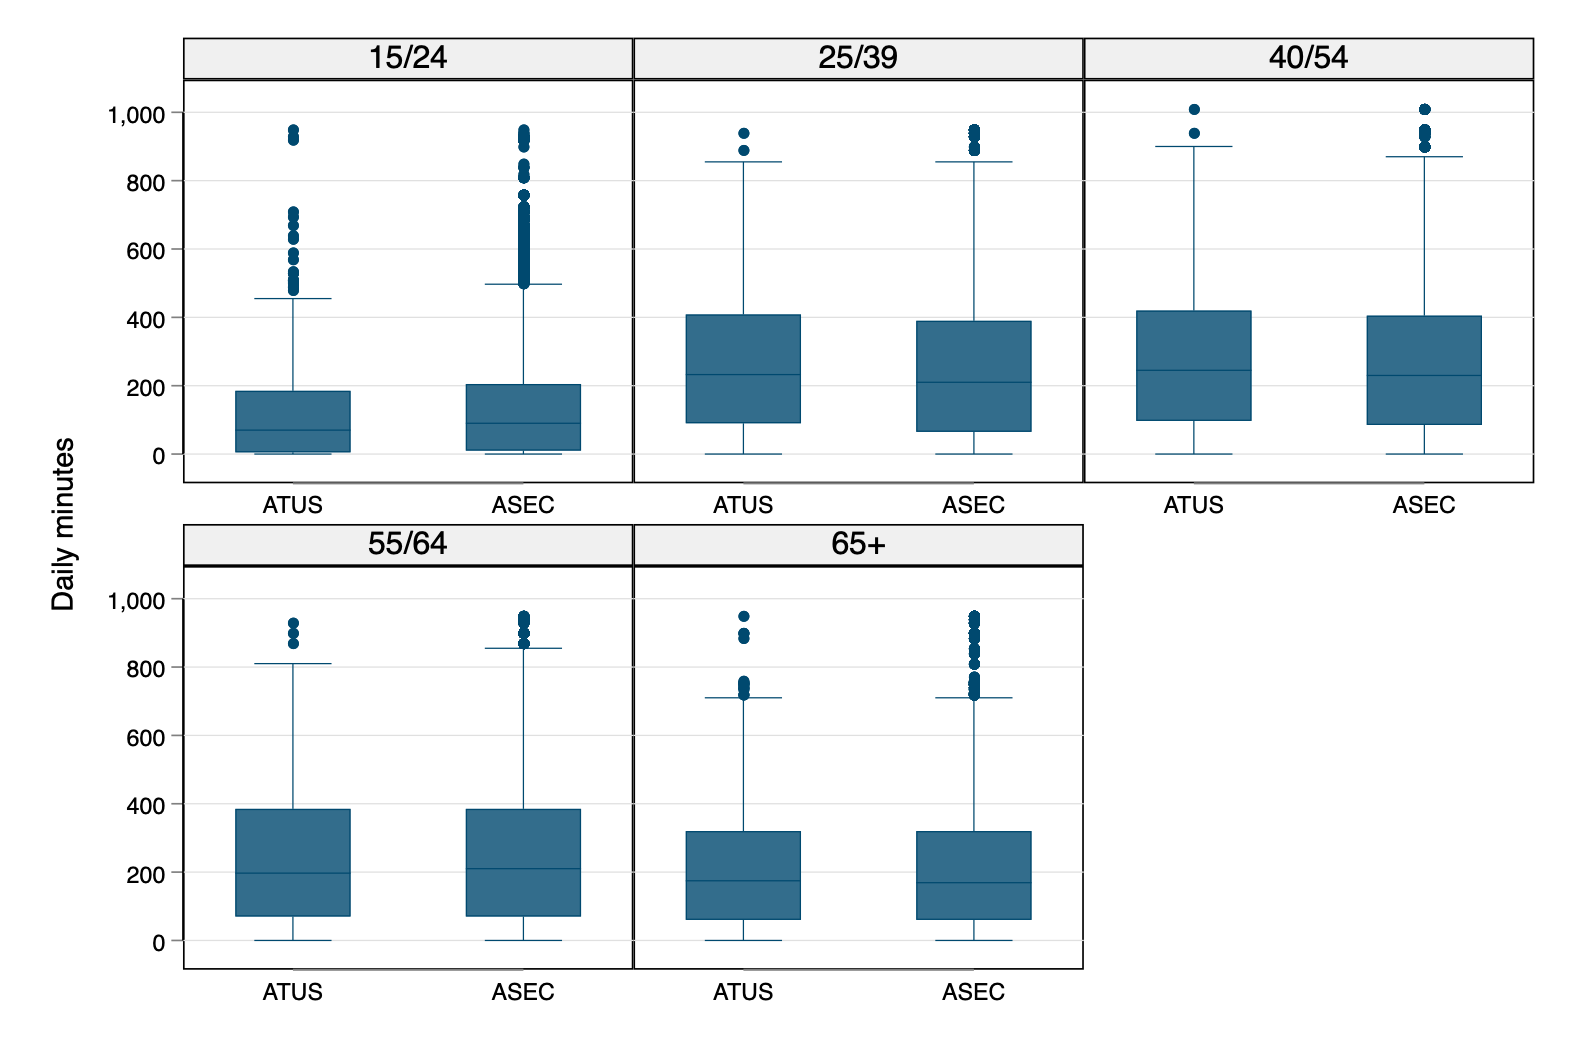 Daily minutes
15/24
25/39
40/54
1,000
800
600
400
200
0
ATUS
ASEC
ATUS
ASEC
ATUS
ASEC
55/64
65+
1,000
800
600
400
200
0
ATUS
ASEC
ATUS
ASEC